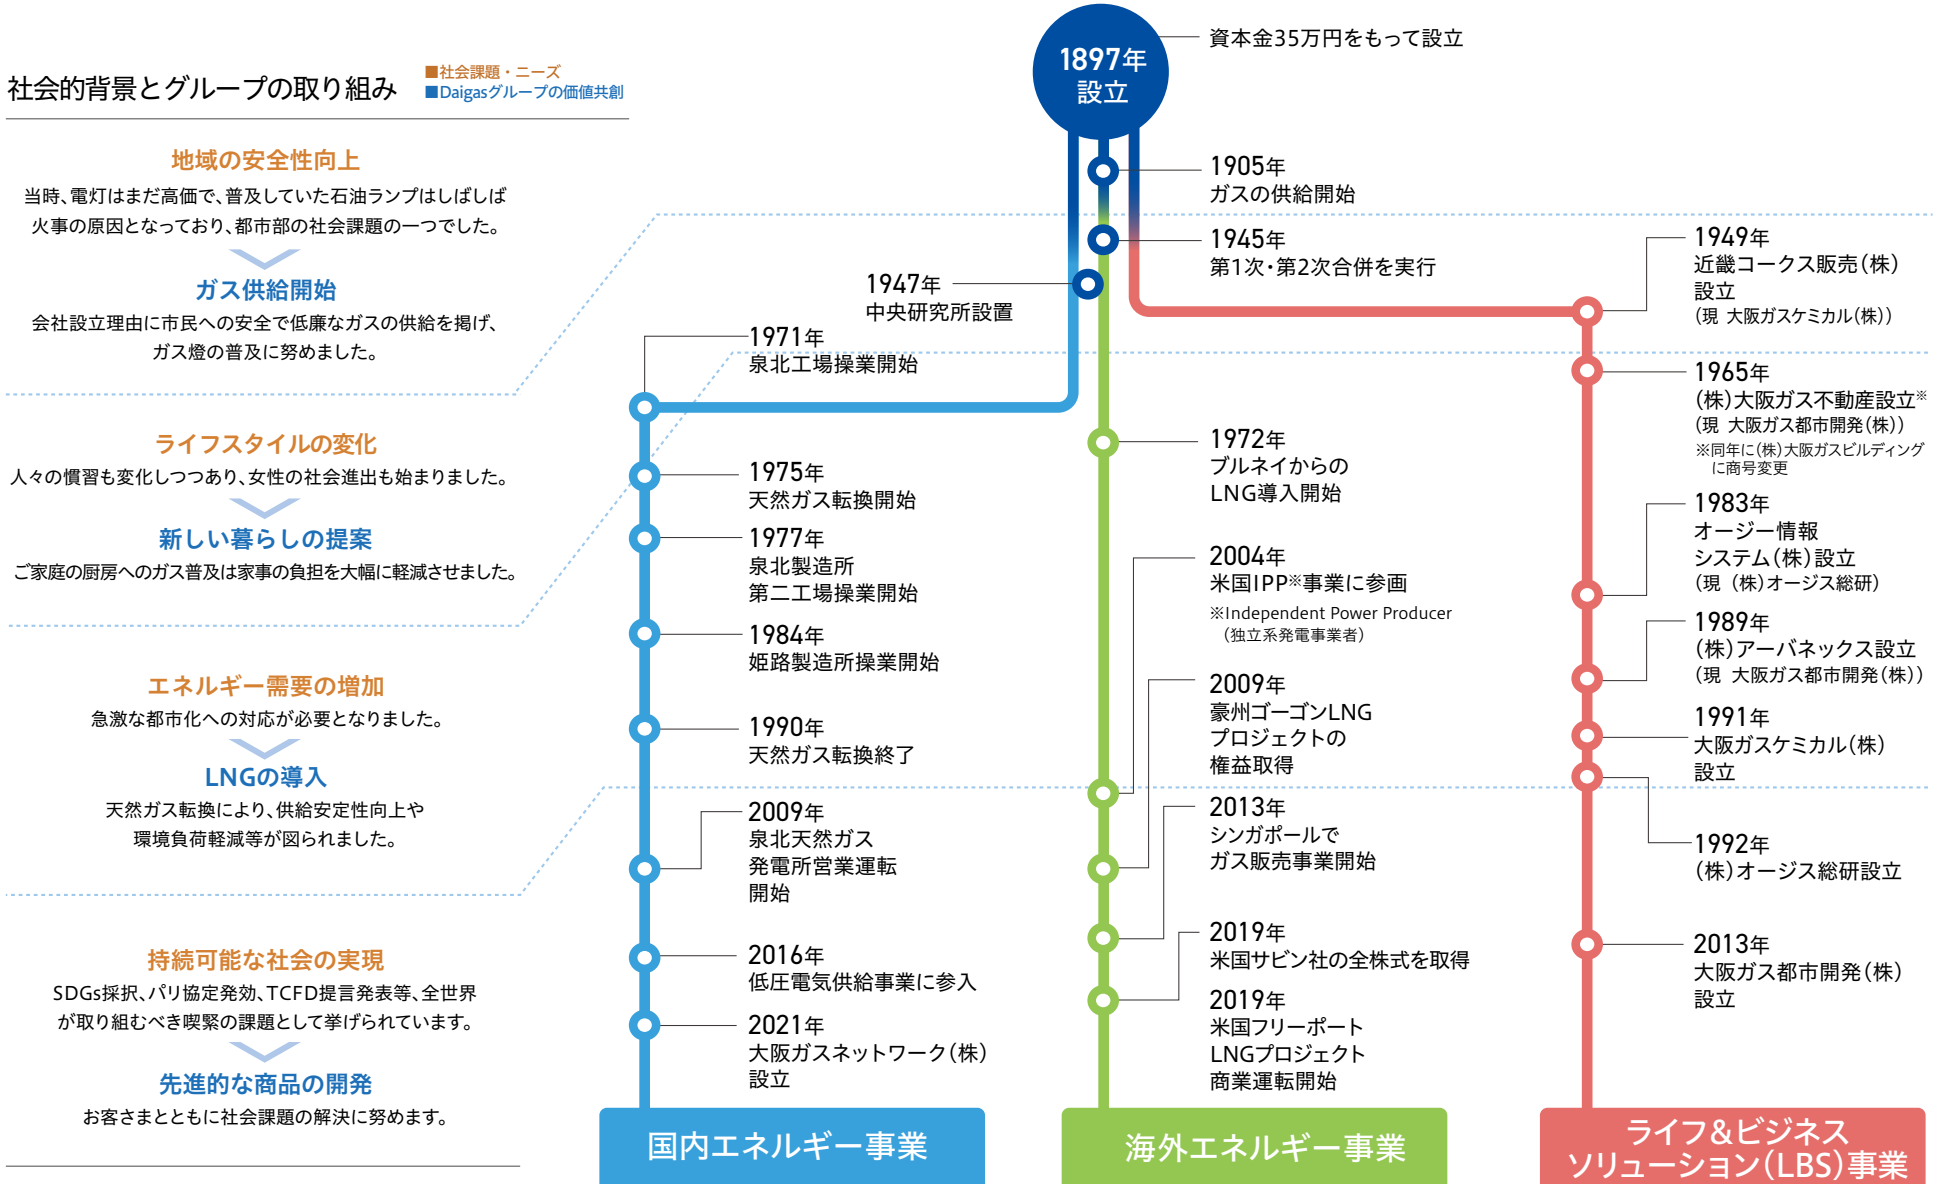 社会的背景とグループの取り組み
■社会課題・ニーズ
■Daigasグループの価値共創
地域の安全性向上
当時、電灯はまだ高価で、普及していた石油ランプはしばしば
火事の原因となっており、都市部の社会課題の一つでした。
ガス供給開始
会社設立理由に市民への安全で低廉なガスの供給を掲げ、
ガス燈の普及に努めました。
ライフスタイルの変化
人々の慣習も変化しつつあり、女性の社会進出も始まりました。
新しい暮らしの提案
ご家庭の厨房へのガス普及は家事の負担を大幅に軽減させました。
エネルギー需要の増加
急激な都市化への対応が必要となりました。
LNGの導入
天然ガス転換により、供給安定性向上や
環境負荷軽減等が図られました。
持続可能な社会の実現
SDGs採択、パリ協定発効、TCFD提言発表等、全世界
が取り組むべき喫緊の課題として挙げられています。
先進的な商品の開発
お客さまとともに社会課題の解決に努めます。
1897年
設立
資本金35万円をもって設立
1905年
ガスの供給開始
1945年
第1次・第2次合併を実行
1947年
中央研究所設置
1971年
泉北工場操業開始
1975年
天然ガス転換開始
1977年
泉北製造所
第二工場操業開始
1984年
姫路製造所操業開始
1990年
天然ガス転換終了
2009年
泉北天然ガス
発電所営業運転
開始
2016年
低圧電気供給事業に参入
2021年
大阪ガスネットワーク(株)
設立
国内エネルギー事業
1972年
ブルネイからの
LNG導入開始
2004年
米国IPP※事業に参画
※Independent Power Producer
（独立系発電事業者）
2009年
豪州ゴーゴンLNG
プロジェクトの
権益取得
2013年
シンガポールで
ガス販売事業開始
2019年
米国サビン社の全株式を取得
2019年
米国フリーポート
LNGプロジェクト
商業運転開始
海外エネルギー事業
1949年
近畿コークス販売(株)
設立
(現 大阪ガスケミカル(株))
1965年
(株)大阪ガス不動産設立※
(現 大阪ガス都市開発(株))
※同年に(株)大阪ガスビルディング
に商号変更
1983年
オージー情報
システム(株)設立
(現 (株)オージス総研)
1989年
(株)アーバネックス設立
(現 大阪ガス都市開発(株))
1991年
大阪ガスケミカル(株)
設立
1992年
(株)オージス総研設立
2013年
大阪ガス都市開発(株)
設立
ライフ&ビジネス
ソリューション(LBS)事業